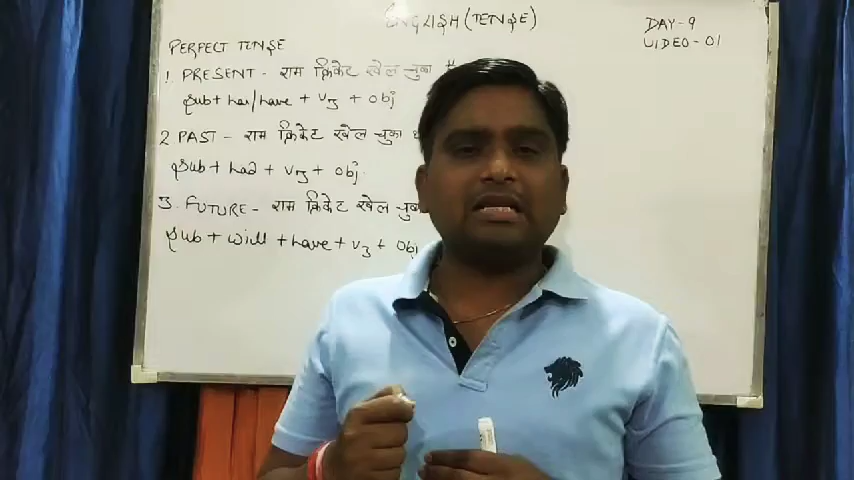 ENGLISH (TENSE)
DAY-9
VIDEO-01
PERFECT TENSE
1 PRESENT - राम क्रिकेट खेल चुका
Sub + has/have + V3 + Obj
2 PAST - राम क्रिकेट खेल चुका
Sub + had + V3 + Obj.
3. FUTURE - राम क्रिकेट खेल
Sub + will + have + V3 + Obj